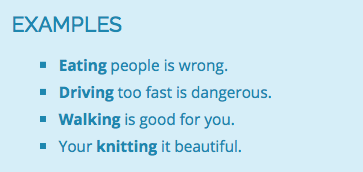 EXAMPLES
Eating people is wrong.
Driving too fast is dangerous.
Walking is good for you.
Your knitting it beautiful.